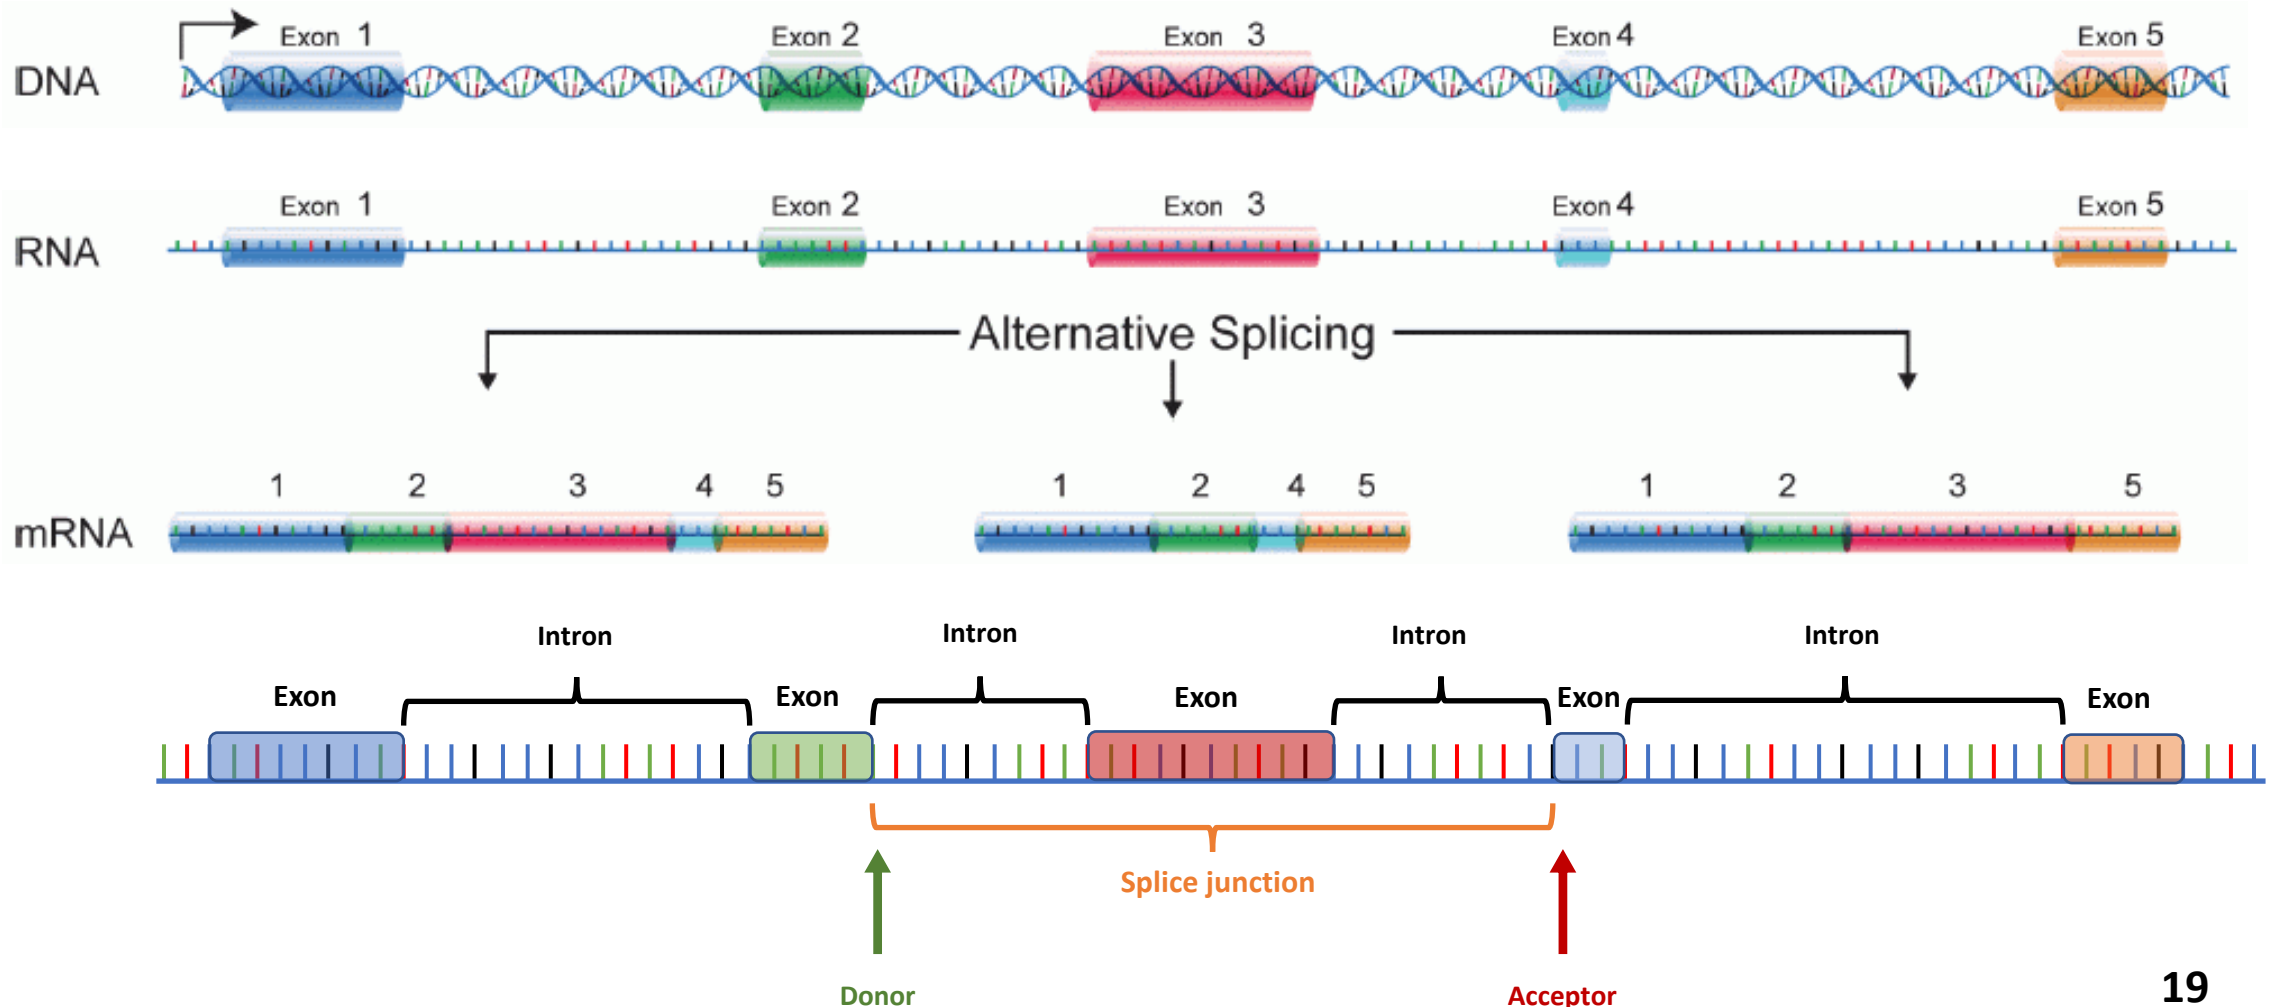 Exon 1 Exon 2 Exon 3 Exon 4 Exon 5
DNA
Exon 1 Exon 2 Exon 3 Exon 4 Exon 5
RNA
Alternative Splicing
1 2 3 4 5 1 2 4 5 1 2 3 5
mRNA
Intron Intron Intron Intron
Exon Exon Exon Exon Exon
Splice junction
Donor Acceptor 19